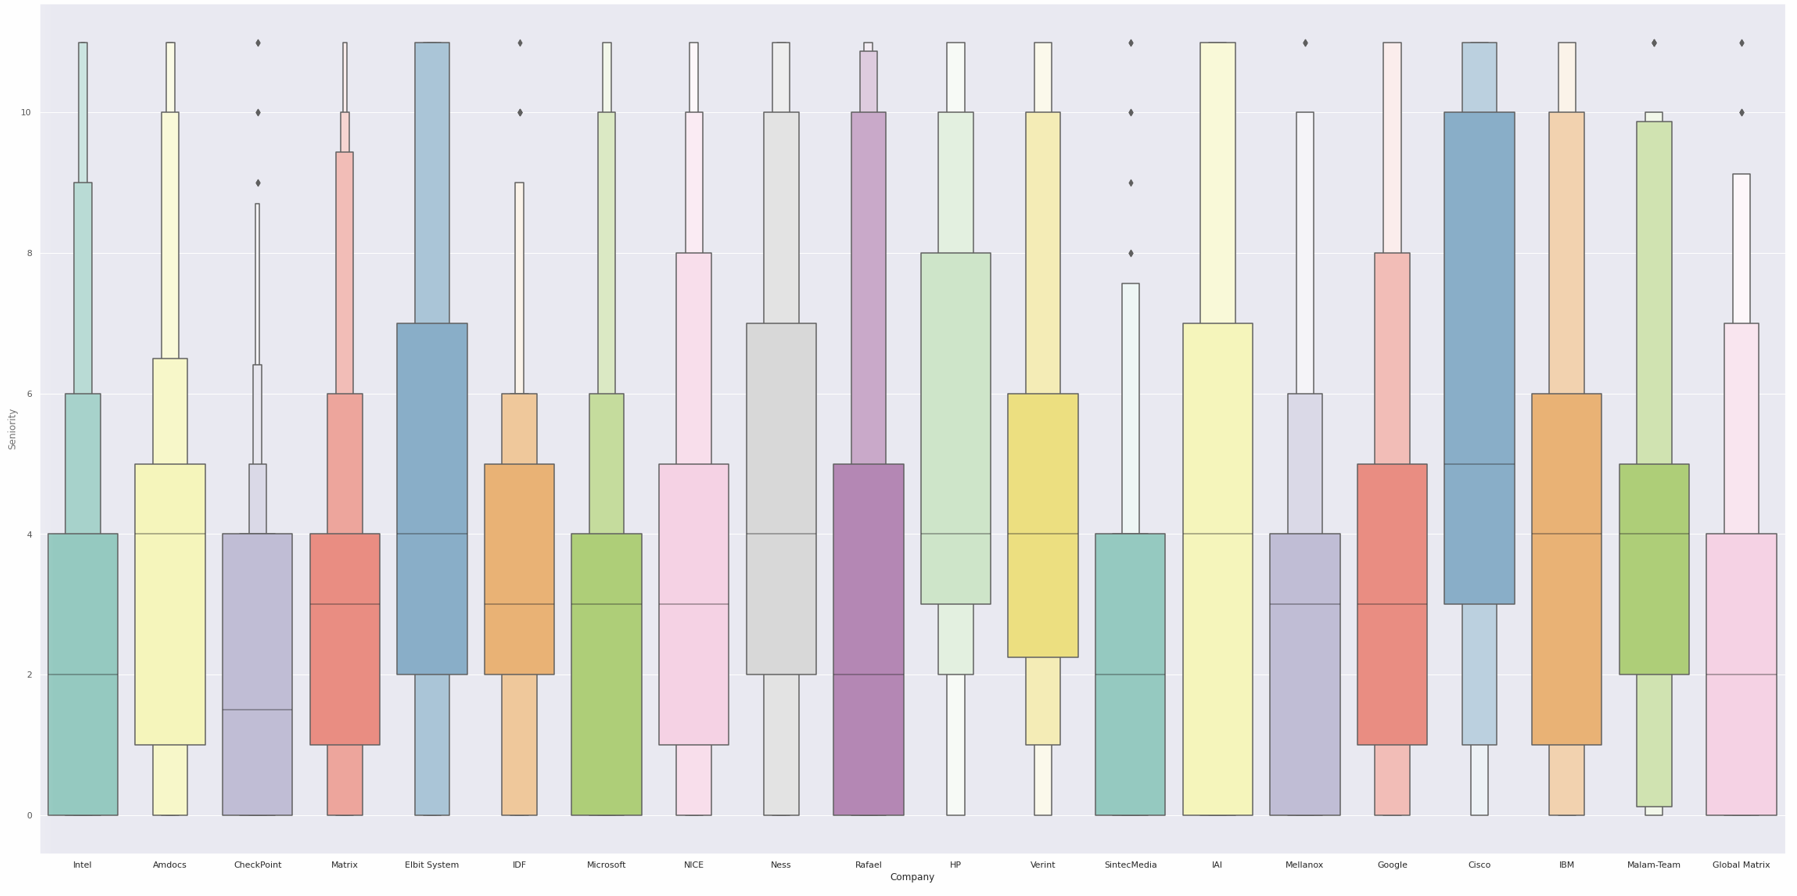 10
8
6
4
2
0
Seniority
Intel Amdocs CheckPoint Matrix Elbit System IDF Microsoft NICE Ness Rafael HP Verint SintecMedia IAI Mellanox Google Cisco IBM Malam-Team Global Matrix
Company